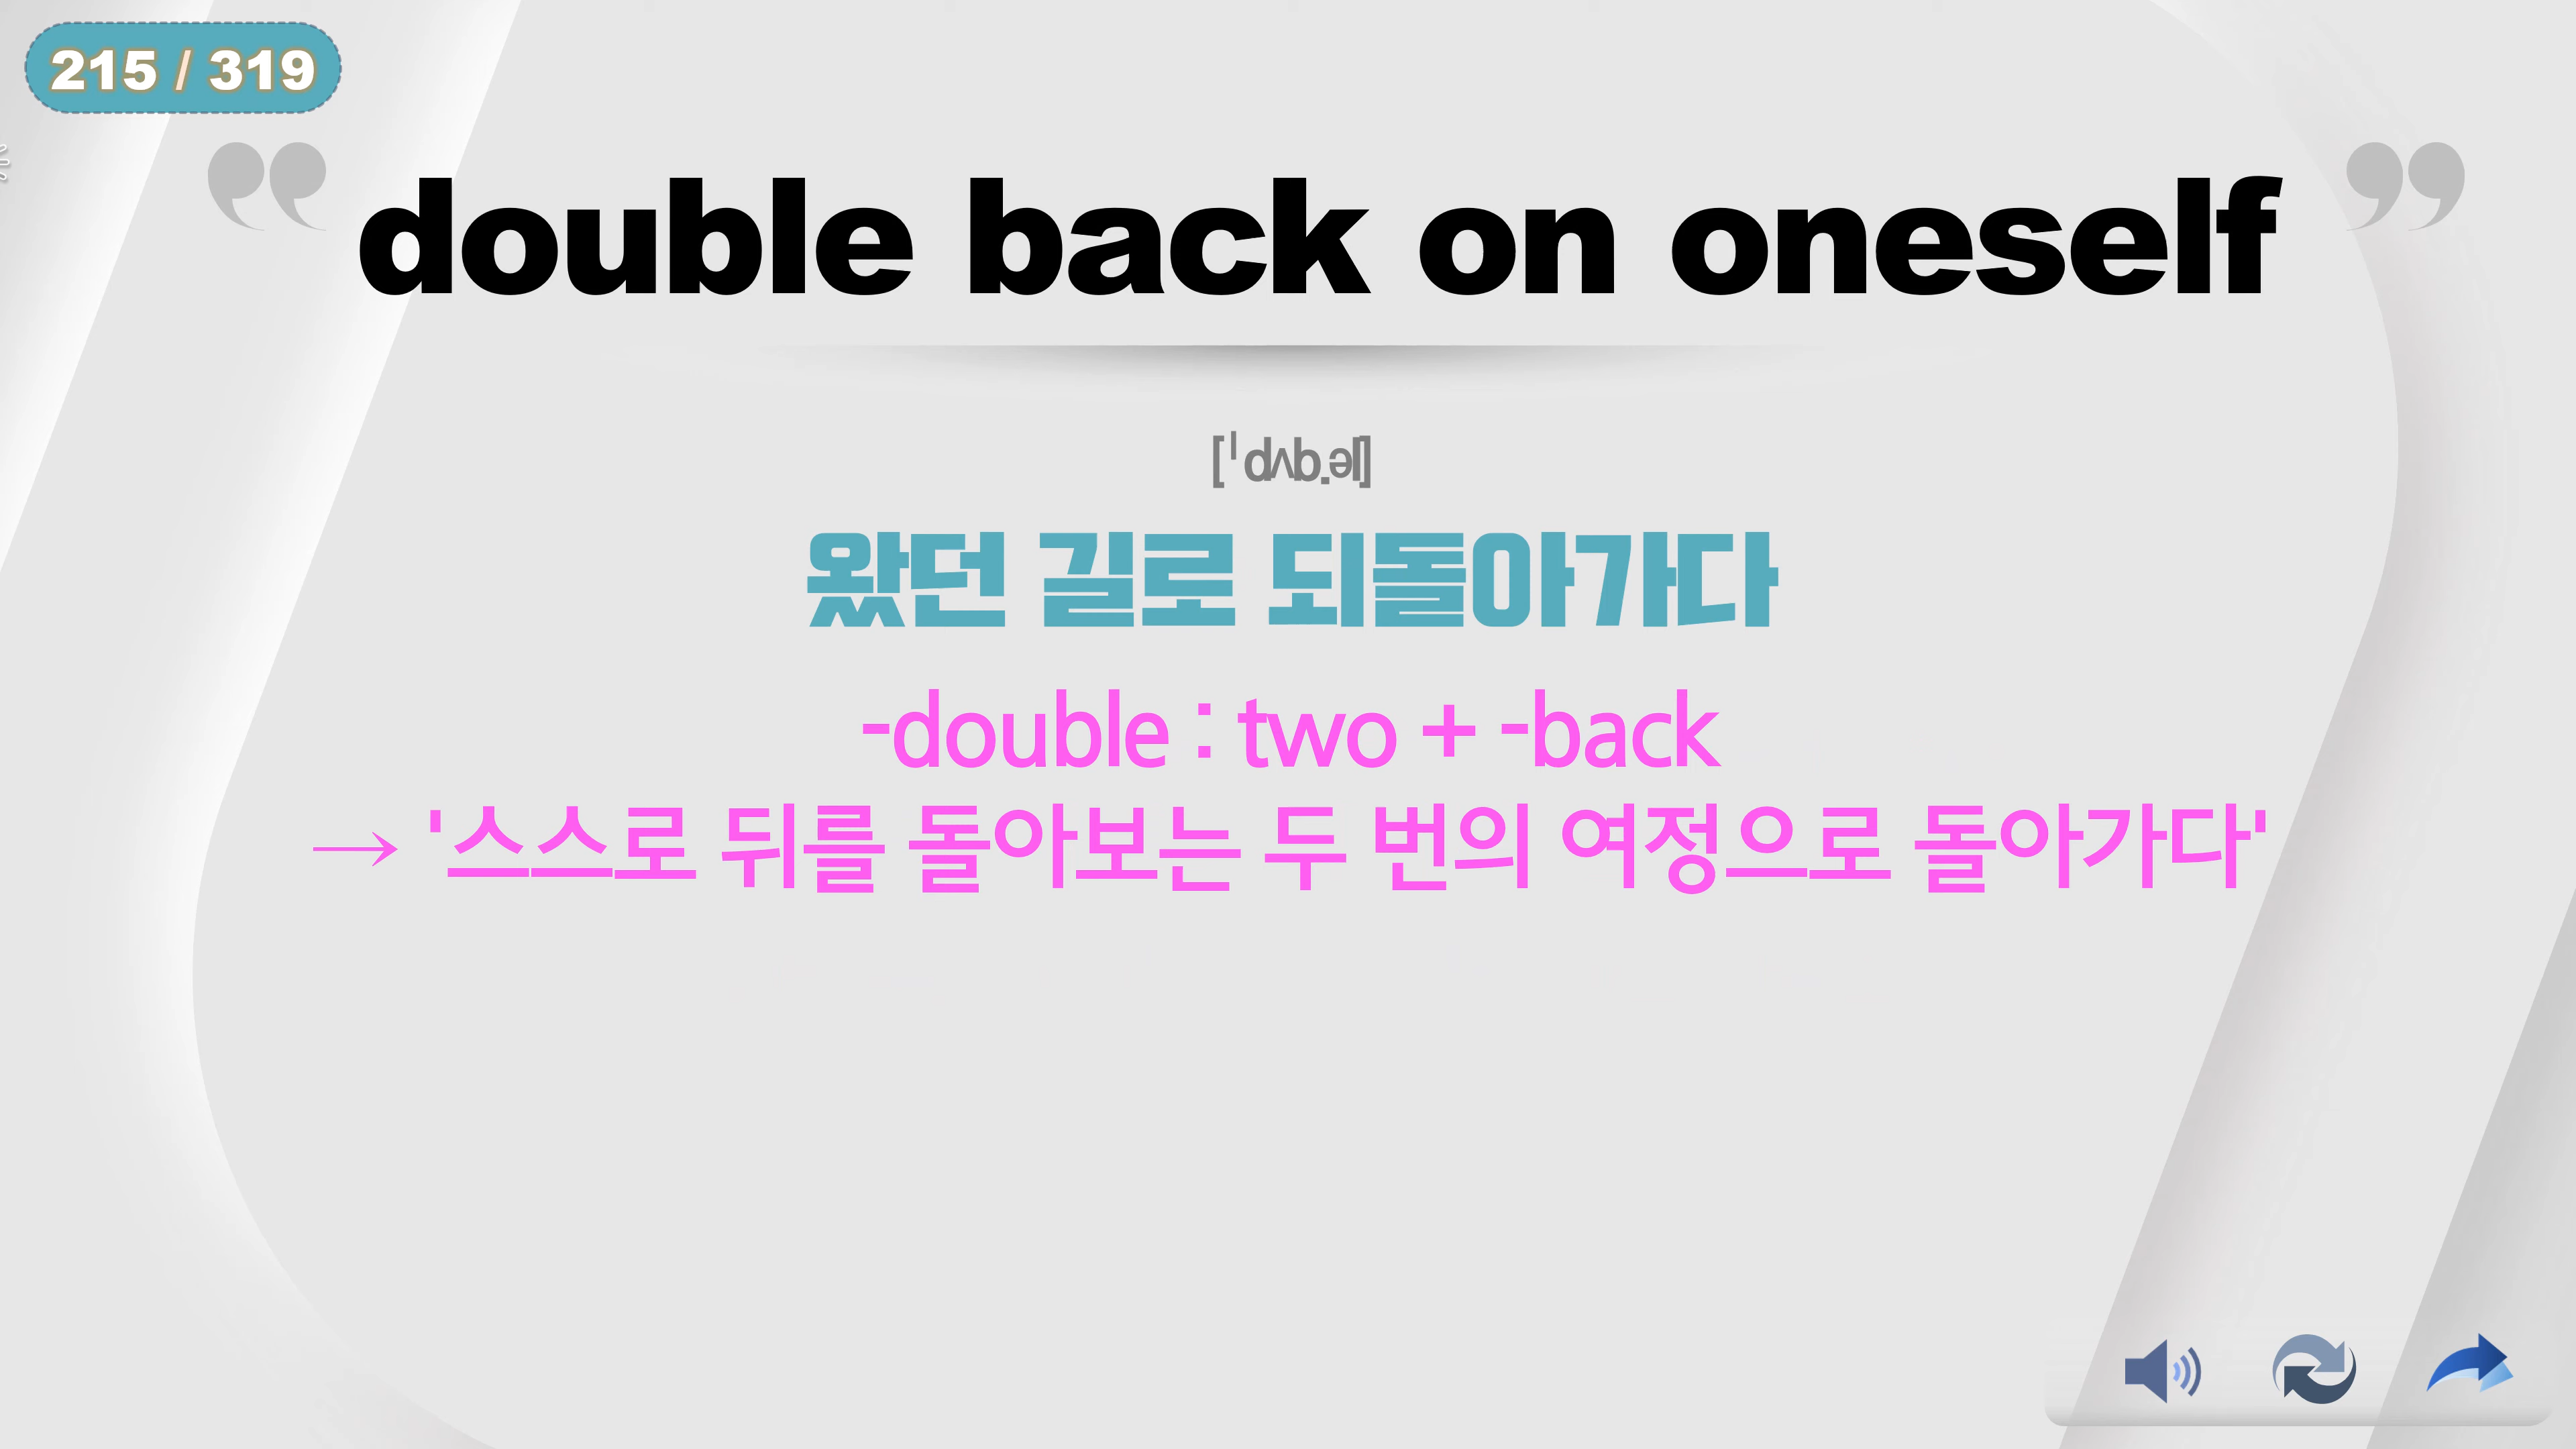 215 / 319
double back on oneself
[ˈdʌb.əl]
왔던 길로 되돌아가다
-double : two + -back
→ '스스로 뒤를 돌아보는 두 번의 여정으로 돌아가다'